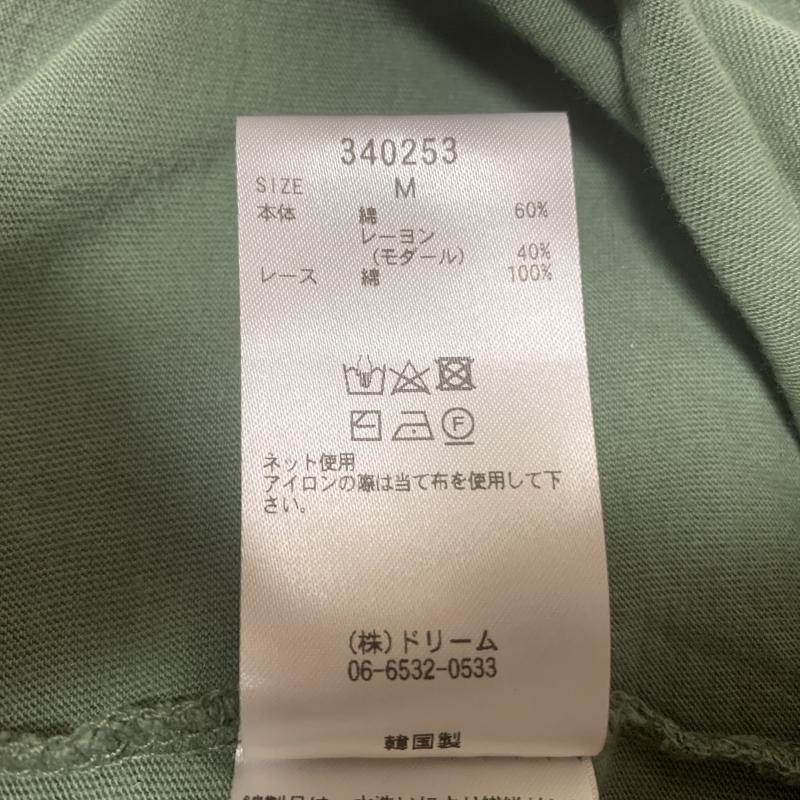 340253
SIZE M
本体 綿 60%
レーヨン
(モダール) 40%
レース 綿 100%
F
ネット使用
アイロンの際は当て布を使用して下
さい。
(株)ドリーム
06-6532-0533
韓国製